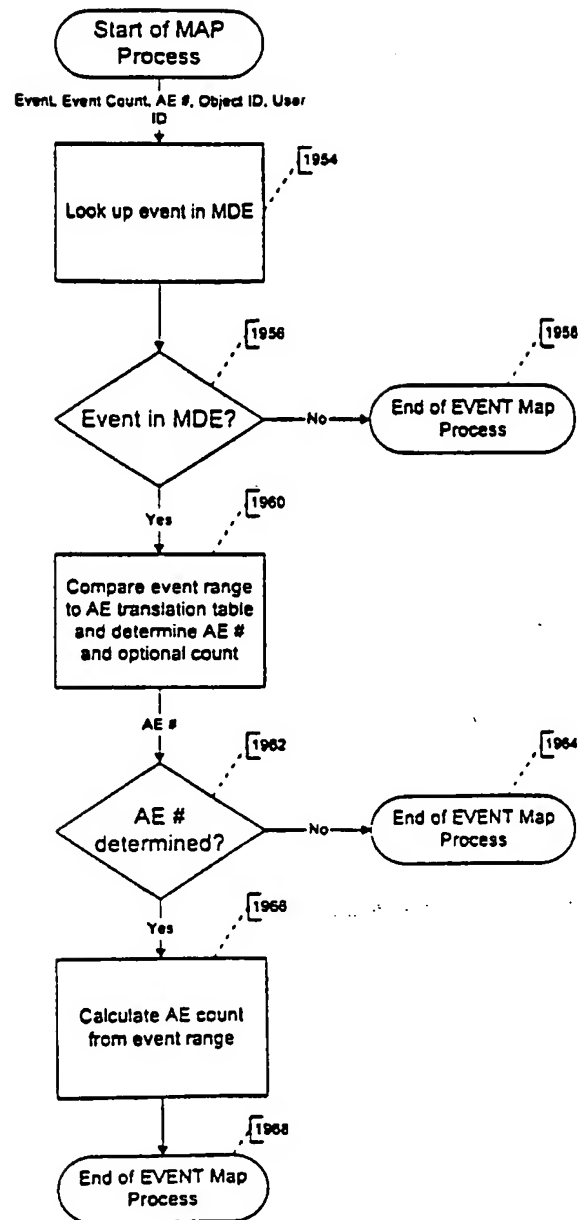 Start of MAP
Process
Event, Event Count, AE #, Object ID, User
ID
1954
Look up event in MDE
1956
1958
Event in MDE?
No
End of EVENT Map
Process
Yes
1960
Compare event range
to AE translation table
and determine AE #
and optional count
AE #
1962
1964
AE #
determined?
No
End of EVENT Map
Process
Yes
1966
Calculate AE count
from event range
1968
End of EVENT Map
Process